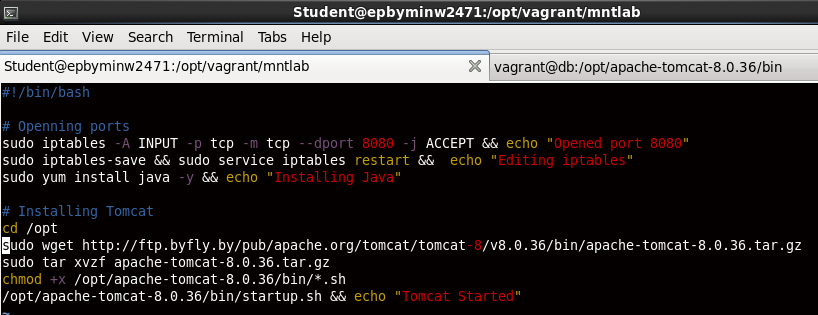 Student@epbyminw2471:/opt/vagrant/mntlab
File Edit View Search Terminal Tabs Help
Student@epbyminw2471:/opt/vagrant/mntlab vagrant@db:/opt/apache-tomcat-8.0.36/bin
#!/bin/bash
# Openning ports
sudo iptables -A INPUT -p tcp -m tcp --dport 8080 -j ACCEPT && echo "Opened port 8080"
sudo iptables-save && sudo service iptables restart &&  echo "Editing iptables"
sudo yum install java -y && echo "Installing Java"
# Installing Tomcat
cd /opt
sudo wget http://ftp.byfly.by/pub/apache.org/tomcat/tomcat-8/v8.0.36/bin/apache-tomcat-8.0.36.tar.gz
sudo tar xvzf apache-tomcat-8.0.36.tar.gz
chmod +x /opt/apache-tomcat-8.0.36/bin/*.sh
/opt/apache-tomcat-8.0.36/bin/startup.sh && echo "Tomcat Started"
~